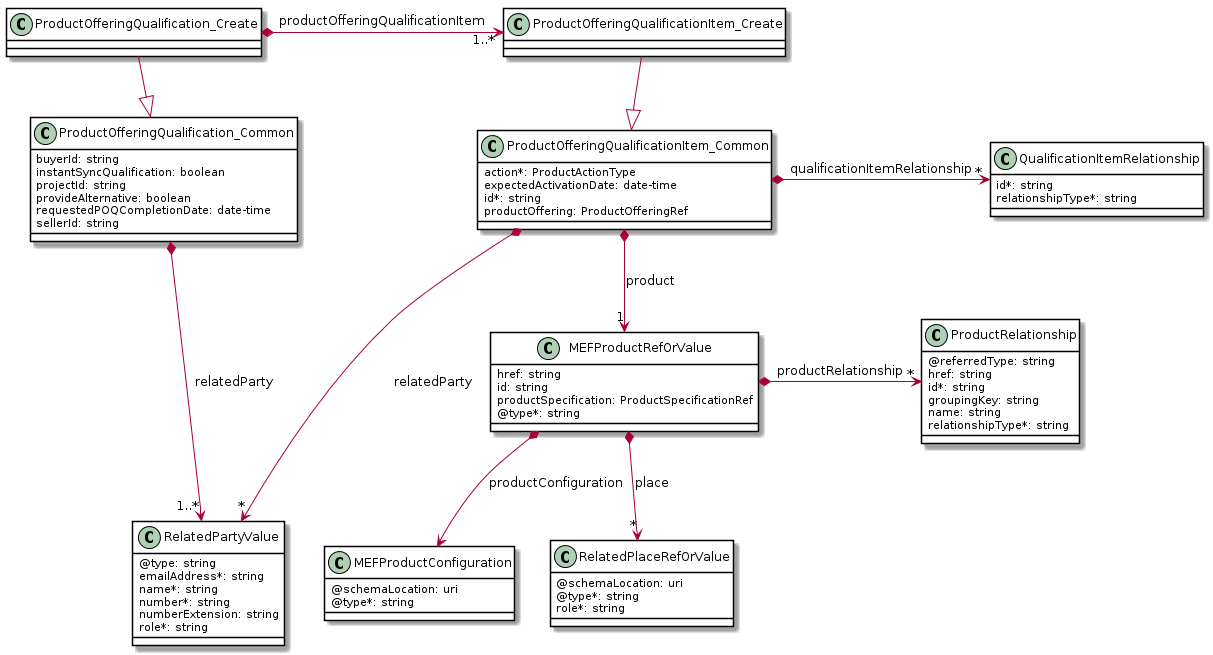 C ProductOfferingQualification_Create
productOfferingQualificationItem
1..*
C ProductOfferingQualificationItem_Create
C ProductOfferingQualification_Common
buyerId: string
instantSyncQualification: boolean
projectId: string
provideAlternative: boolean
requestedPOQCompletionDate: date-time
sellerId: string
C ProductOfferingQualificationItem_Common
action*: ProductActionType
expectedActivationDate: date-time
id*: string
productOffering: ProductOfferingRef
qualificationItemRelationship
*
C QualificationItemRelationship
id*: string
relationshipType*: string
product
1
C MEFProductRefOrValue
href: string
id: string
productSpecification: ProductSpecificationRef
@type*: string
productRelationship
*
C ProductRelationship
@referredType: string
href: string
id*: string
groupingKey: string
name: string
relationshipType*: string
relatedParty
relatedParty
1..*
*
C RelatedPartyValue
@type: string
emailAddress*: string
name*: string
number*: string
numberExtension: string
role*: string
productConfiguration
place
*
C MEFProductConfiguration
@schemaLocation: uri
@type*: string
C RelatedPlaceRefOrValue
@schemaLocation: uri
@type*: string
role*: string